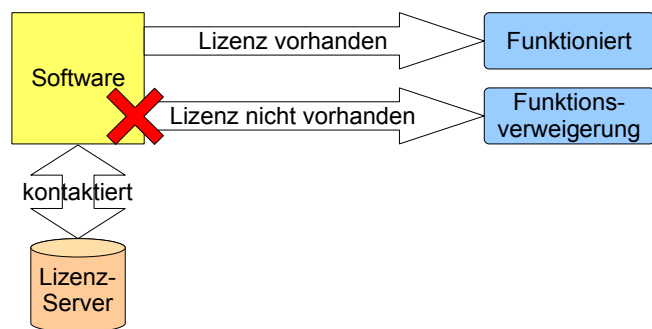 Lizenz vorhanden
Funktioniert
Software
Lizenz nicht vorhanden
Funktions-
verweigerung
kontaktiert
Lizenz-
Server